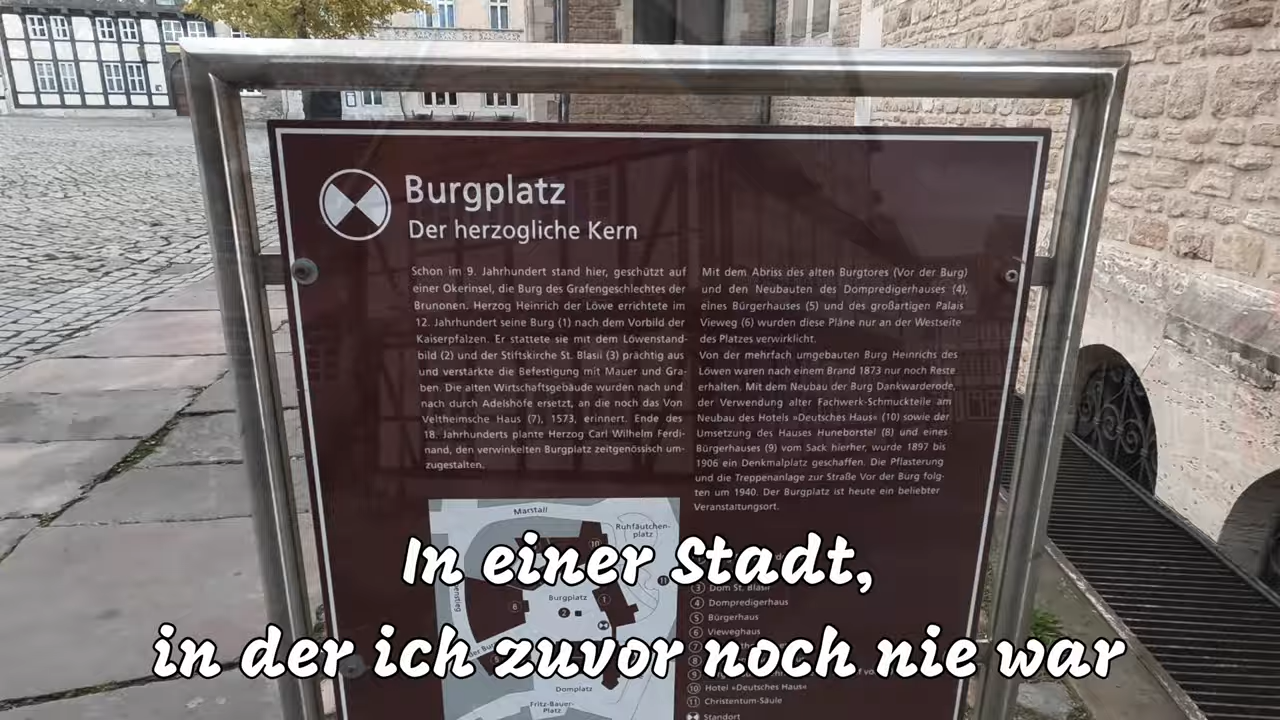 Burgplatz
Der herzogliche Kern
Schon im 9. Jahrhundert stand hier, geschützt auf
einer Okerinsel, die Burg des Grafengeschlechtes der
Brunonen. Herzog Heinrich der Löwe errichtete im
12. Jahrhundert seine Burg (1) nach dem Vorbild der
Kaiserpfalzen. Er stattete sie mit dem Löwenstand-
bild (2) und der Stiftskirche St. Blasii (3) prächtig aus
und verstärkte die Befestigung mit Mauer und Gra-
ben. Die alten Wirtschaftsgebäude wurden nach und
nach durch Adelshöfe ersetzt, an die noch das Von
Veltheimsche Haus (7), 1573, erinnert. Ende des
18. Jahrhunderts plante Herzog Carl Wilhelm Ferdi-
nand, den verwinkelten Burgplatz zeitgenössisch um-
zugestalten.
Mit dem Abriss des alten Burgtores (Vor der Burg)
und den Neubauten des Dompredigerhauses (4),
eines Bürgerhauses (5) und des großartigen Palais
Vieweg (6) wurden diese Pläne nur an der Westseite
des Platzes verwirklicht.
Von der mehrfach umgebauten Burg Heinrichs des
Löwen waren nach einem Brand 1873 nur noch Reste
erhalten. Mit dem Neubau der Burg Dankwarderode,
der Verwendung alter Fachwerk-Schmuckteile am
Neubau des Hotels »Deutsches Haus« (10) sowie der
Umsetzung des Hauses Huneborstel (8) und eines
Bürgerhauses (9) vom Sack hierher, wurde 1897 bis
1906 ein Denkmalplatz geschaffen. Die Pflasterung
und die Treppenanlage zur Straße Vor der Burg folg-
ten um 1940. Der Burgplatz ist heute ein beliebter
Veranstaltungsort.
Marstall
Ruhfäutchen-
platz
10
11
Burgplatz
1
6
2
Domplatz
Fritz-Bauer-
Platz
3 Dom St. Blasii
4 Dompredigerhaus
5 Bürgerhaus
6 Vieweghaus
7
8
9
10 Hotel »Deutsches Haus«
11 Christentum-Säule
Standort
In einer Stadt,
in der ich zuvor noch nie war